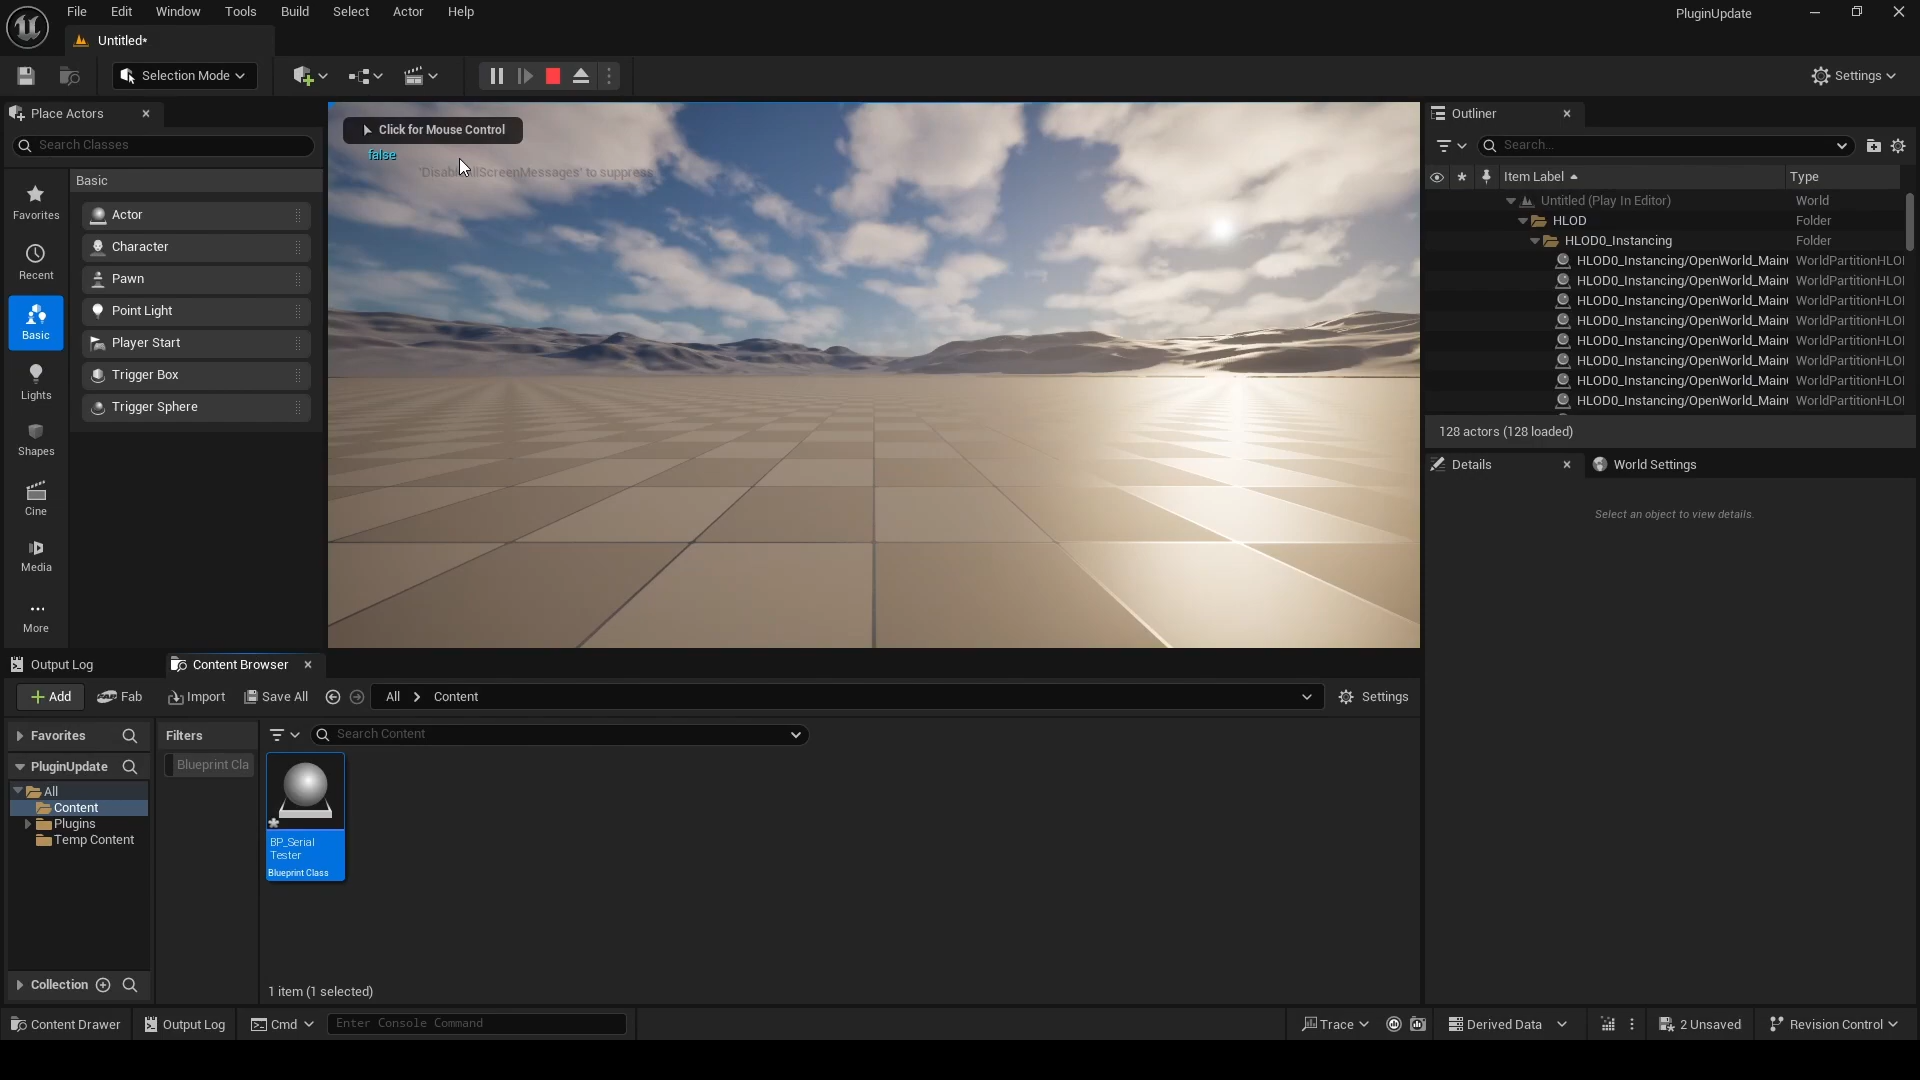 File Edit Window Tools Build Select Actor Help
PluginUpdate
Untitled*
Selection Mode
Settings
Place Actors
Search Classes
Basic
Favorites
Recent
Basic
Lights
Shapes
Cine
Media
More
Actor
Character
Pawn
Point Light
Player Start
Trigger Box
Trigger Sphere
Click for Mouse Control
false
Outliner
Search...
Item Label Type
Untitled (Play In Editor) World
HLOD Folder
HLOD0_Instancing Folder
HLOD0_Instancing/OpenWorld_Main WorldPartitionHLO
HLOD0_Instancing/OpenWorld_Main WorldPartitionHLO
HLOD0_Instancing/OpenWorld_Main WorldPartitionHLO
HLOD0_Instancing/OpenWorld_Main WorldPartitionHLO
HLOD0_Instancing/OpenWorld_Main WorldPartitionHLO
HLOD0_Instancing/OpenWorld_Main WorldPartitionHLO
HLOD0_Instancing/OpenWorld_Main WorldPartitionHLO
HLOD0_Instancing/OpenWorld_Main WorldPartitionHLO
128 actors (128 loaded)
Details
World Settings
Select an object to view details.
Output Log
Content Browser
Add
Fab
Import
Save All
All > Content
Settings
Favorites
PluginUpdate
All
Content
Plugins
Temp Content
Collection
Filters
Blueprint Cla
Search Content
BP_Serial
Tester
Blueprint Class
1 item (1 selected)
Content Drawer
Output Log
Cmd
Enter Console Command
Trace
Derived Data
2 Unsaved
Revision Control